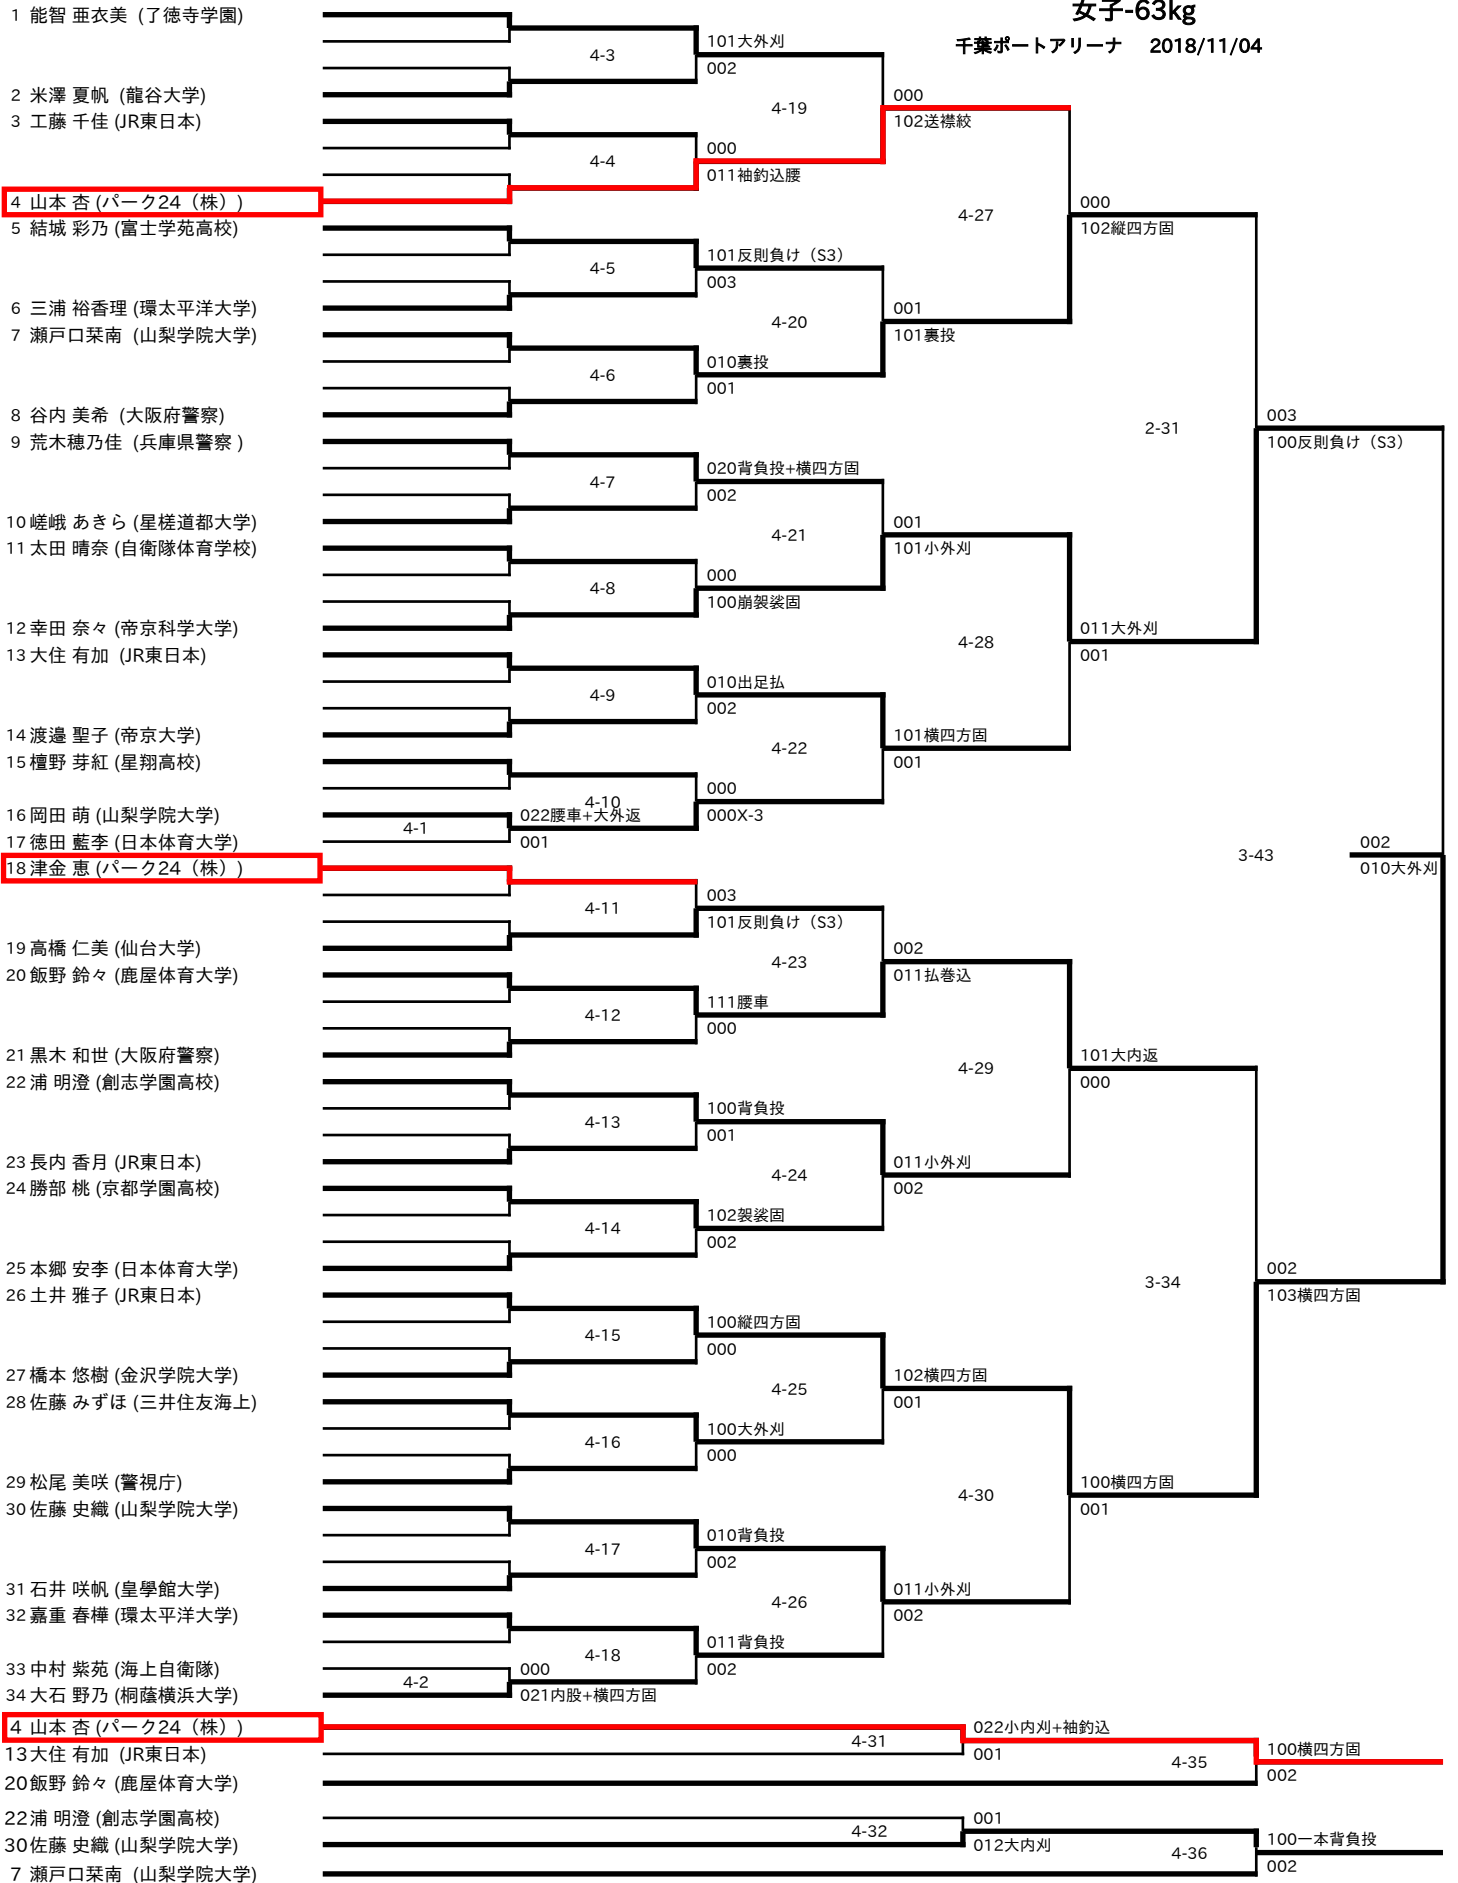 女子-63kg
千葉ポートアリーナ 2018/11/04
1 能智 亜衣美 (了徳寺学園)
2 米澤 夏帆 (龍谷大学)
3 工藤 千佳 (JR東日本)
4 山本 杏 (パーク24（株）)
5 結城 彩乃 (富士学苑高校)
6 三浦 裕香理 (環太平洋大学)
7 瀬戸口栞南 (山梨学院大学)
8 谷内 美希 (大阪府警察)
9 荒木穂乃佳 (兵庫県警察 )
10 嵯峨 あきら (星槎道都大学)
11 太田 晴奈 (自衛隊体育学校)
12 幸田 奈々 (帝京科学大学)
13 大住 有加 (JR東日本)
14 渡邉 聖子 (帝京大学)
15 檀野 芽紅 (星翔高校)
16 岡田 萌 (山梨学院大学)
17 徳田 藍李 (日本体育大学)
18 津金 恵 (パーク24（株）)
19 高橋 仁美 (仙台大学)
20 飯野 鈴々 (鹿屋体育大学)
21 黒木 和世 (大阪府警察)
22 浦 明澄 (創志学園高校)
23 長内 香月 (JR東日本)
24 勝部 桃 (京都学園高校)
25 本郷 安李 (日本体育大学)
26 土井 雅子 (JR東日本)
27 橋本 悠樹 (金沢学院大学)
28 佐藤 みずほ (三井住友海上)
29 松尾 美咲 (警視庁)
30 佐藤 史織 (山梨学院大学)
31 石井 咲帆 (皇學館大学)
32 嘉重 春樺 (環太平洋大学)
33 中村 紫苑 (海上自衛隊)
34 大石 野乃 (桐蔭横浜大学)
4-1
022腰車+大外返
001
4-2
000
021内股+横四方固
4-3
101大外刈
002
4-4
000
011袖釣込腰
4-5
101反則負け（S3）
003
4-6
010裏投
001
4-7
020背負投+横四方固
002
4-8
000
100崩袈裟固
4-9
010出足払
002
4-10
000
000X-3
4-11
003
101反則負け（S3）
4-12
111腰車
000
4-13
100背負投
001
4-14
102袈裟固
002
4-15
100縦四方固
000
4-16
100大外刈
000
4-17
010背負投
002
4-18
011背負投
002
4-19
000
102送襟絞
4-20
001
101裏投
4-21
001
101小外刈
4-22
101横四方固
001
4-23
002
011払巻込
4-24
011小外刈
002
4-25
102横四方固
001
4-26
011小外刈
002
4-27
000
102縦四方固
4-28
011大外刈
001
4-29
101大内返
000
4-30
100横四方固
001
2-31
003
100反則負け（S3）
3-34
002
103横四方固
3-43
002
010大外刈
4 山本 杏 (パーク24（株）)
13 大住 有加 (JR東日本)
20 飯野 鈴々 (鹿屋体育大学)
4-31
022小内刈+袖釣込
001
4-35
100横四方固
002
22 浦 明澄 (創志学園高校)
30 佐藤 史織 (山梨学院大学)
7 瀬戸口栞南 (山梨学院大学)
4-32
001
012大内刈
4-36
100一本背負投
002